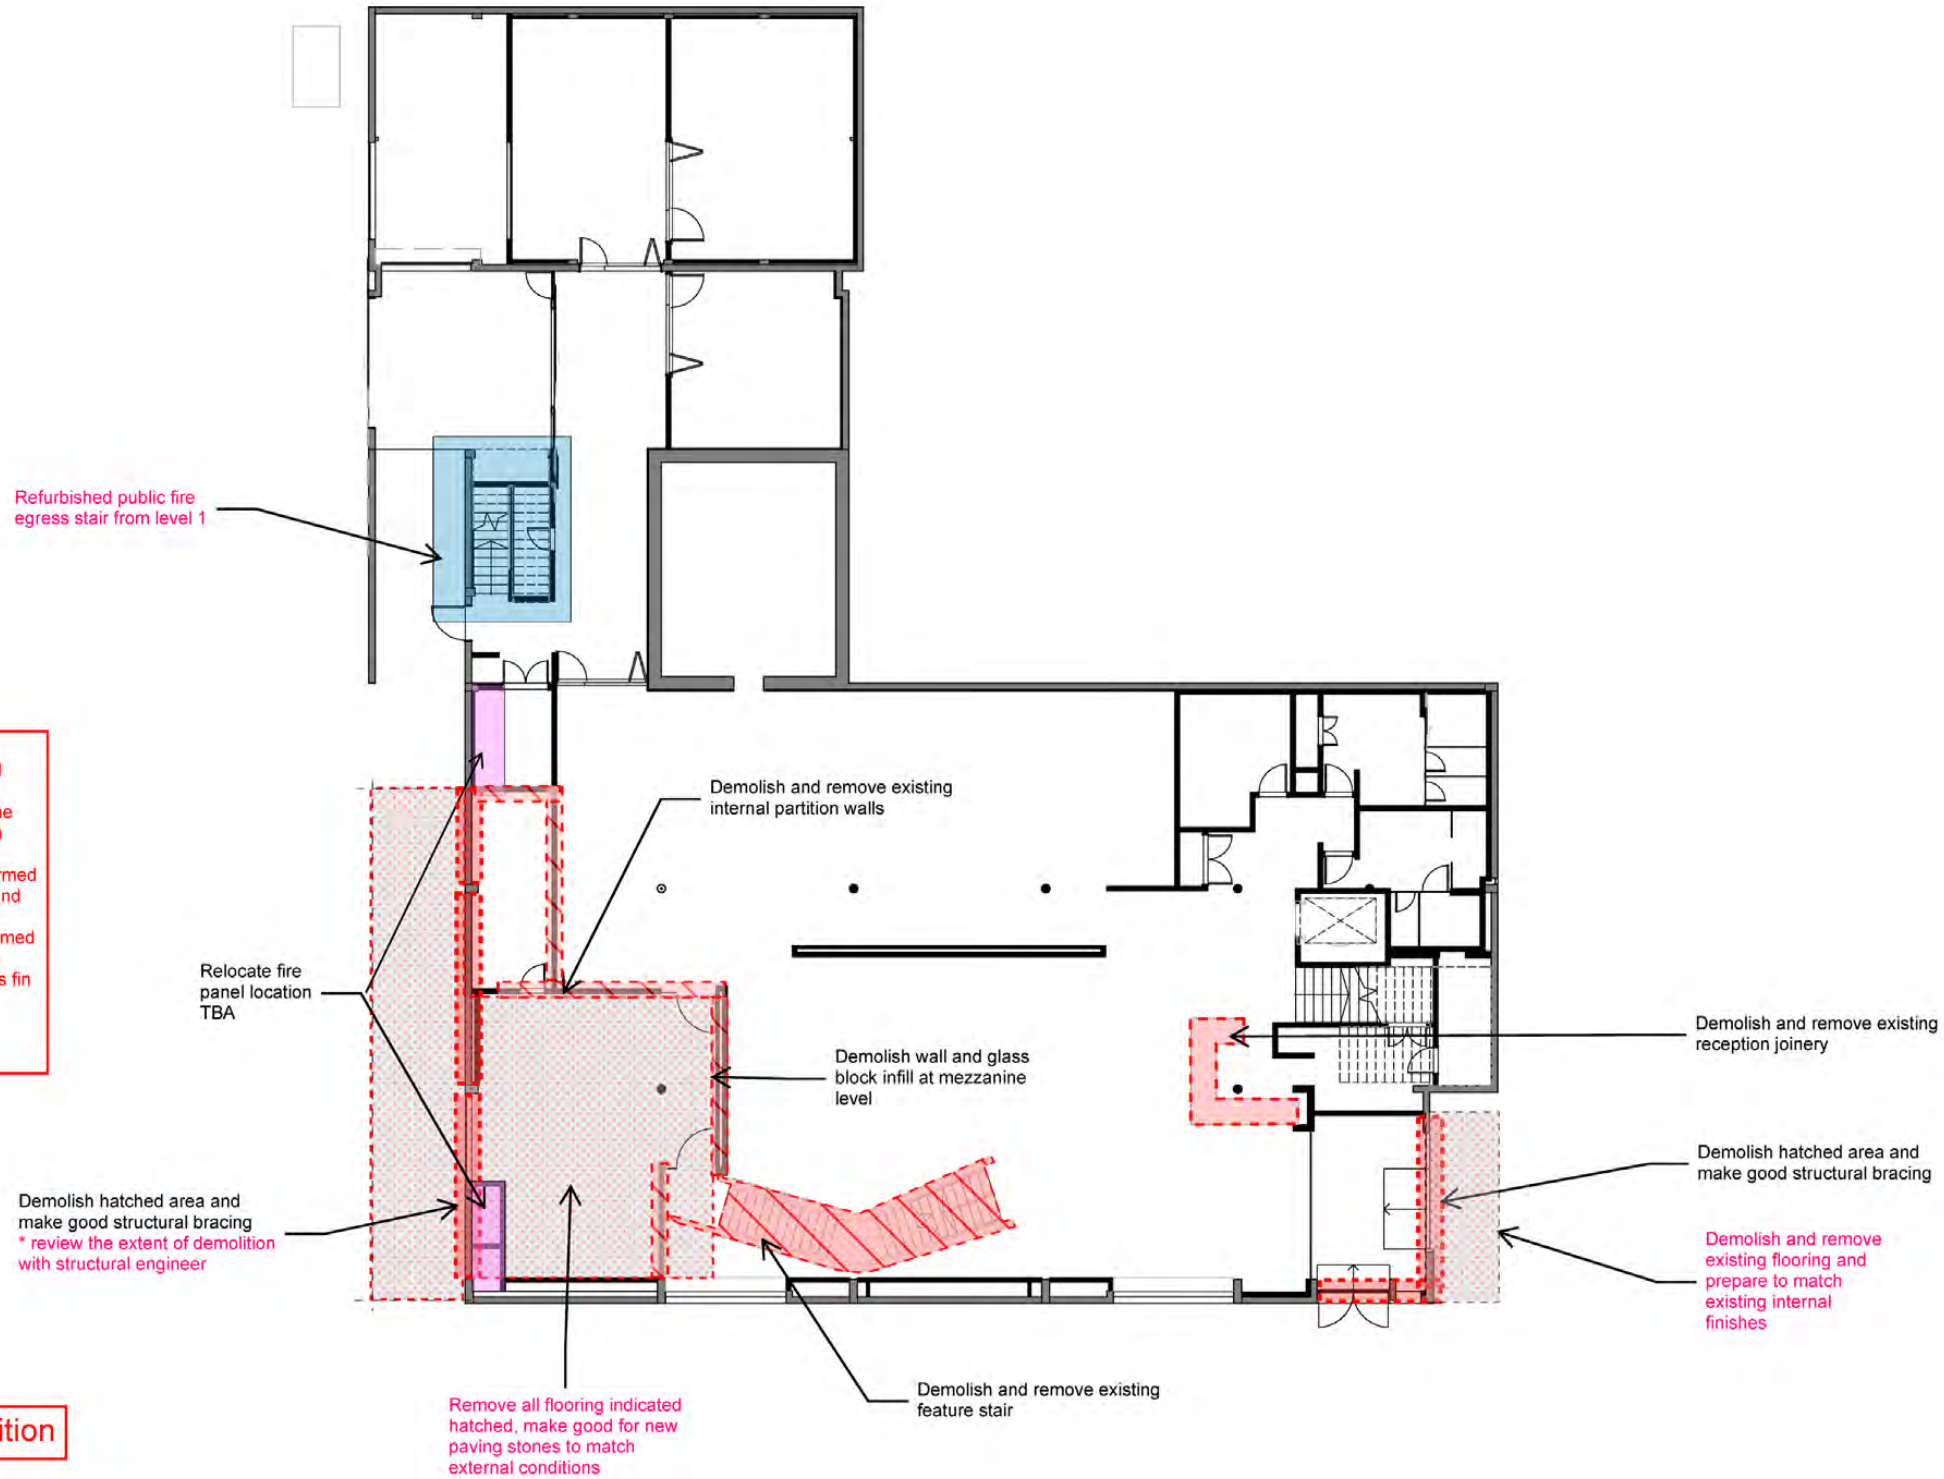 Refurbished public fire
egress stair from level 1
rmed
nd
med
s fin
Demolish and remove existing
internal partition walls
Relocate fire
panel location
TBA
Demolish wall and glass
block infill at mezzanine
level
Demolish and remove existing
reception joinery
Demolish hatched area and
make good structural bracing
* review the extent of demolition
with structural engineer
Demolish hatched area and
make good structural bracing
Demolish and remove
existing flooring and
prepare to match
existing internal
finishes
Remove all flooring indicated
hatched, make good for new
paving stones to match
external conditions
Demolish and remove existing
feature stair
ition